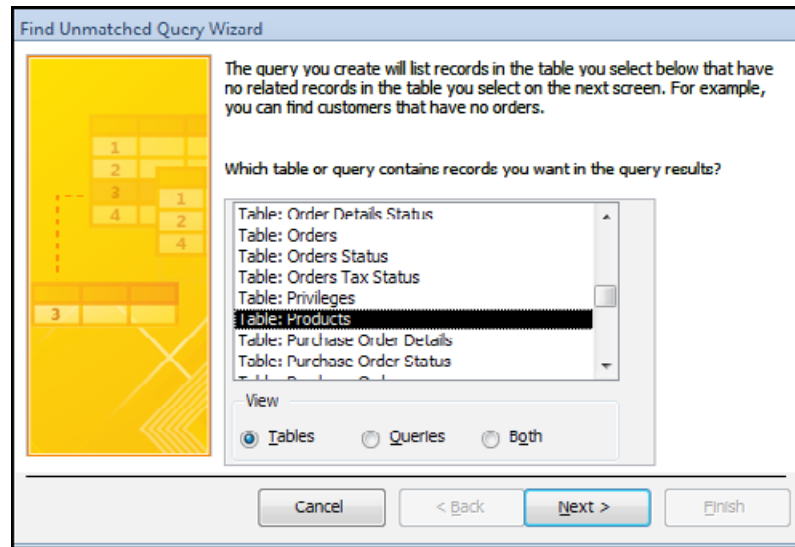 Find Unmatched Query Wizard
The query you create will list records in the table you select below that have
no related records in the table you select on the next screen. For example,
you can find customers that have no orders.
1
2
3
4
1
2
4
3
Which table or query contains records you want in the query results?
Table: Order Details Status
Table: Orders
Table: Orders Status
Table: Orders Tax Status
Table: Privileges
Table: Products
Table: Purchase Order Details
Table: Purchase Order Status
View
Tables
Queries
Both
Cancel
< Back
Next >
Finish